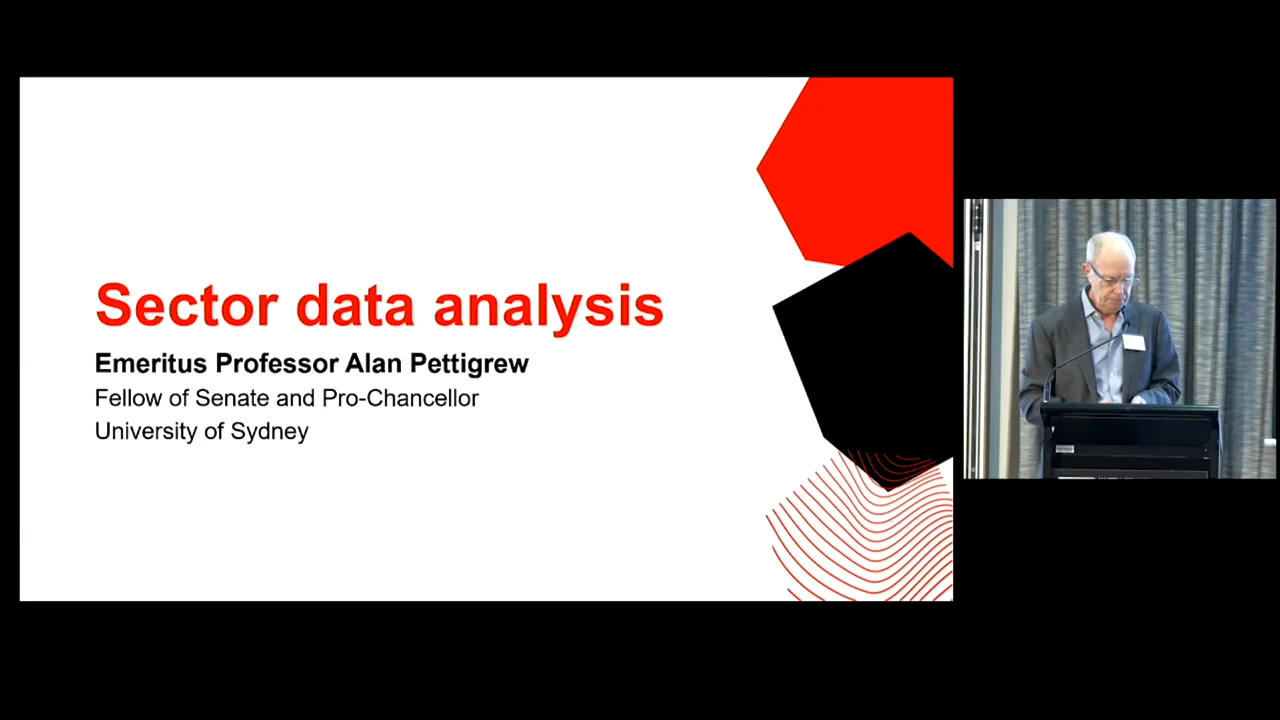 Sector data analysis
Emeritus Professor Alan Pettigrew
Fellow of Senate and Pro-Chancellor
University of Sydney